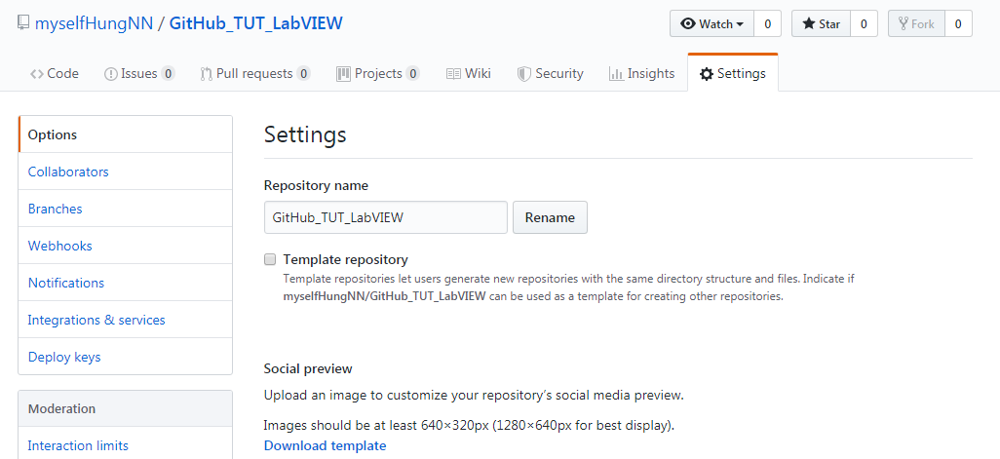 myselfHungNN / GitHub_TUT_LabVIEW
Watch 0 Star 0 Fork 0
Code Issues 0 Pull requests 0 Projects 0 Wiki Security Insights Settings
Options
Collaborators
Branches
Webhooks
Notifications
Integrations & services
Deploy keys
Moderation
Interaction limits
Settings
Repository name
GitHub_TUT_LabVIEW Rename
Template repository
Template repositories let users generate new repositories with the same directory structure and files. Indicate if
myselfHungNN/GitHub_TUT_LabVIEW can be used as a template for creating other repositories.
Social preview
Upload an image to customize your repository's social media preview.
Images should be at least 640×320px (1280×640px for best display).
Download template